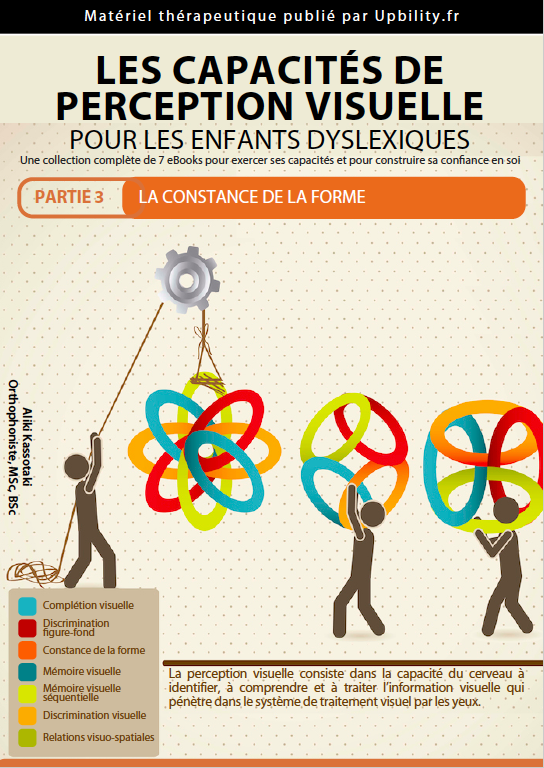 Matériel thérapeutique publié par Upbility.fr
LES CAPACITÉS DE
PERCEPTION VISUELLE
POUR LES ENFANTS DYSLEXIQUES
Une collection complète de 7 eBooks pour exercer ses capacités et pour construire sa confiance en soi
PARTIE 3
LA CONSTANCE DE LA FORME
Aliki Kassotaki
Orthophoniste, MSc, BSc
Complétion visuelle
Discrimination
figure-fond
Constance de la forme
Mémoire visuelle
Mémoire visuelle
séquentielle
Discrimination visuelle
Relations visuo-spatiales
La perception visuelle consiste dans la capacité du cerveau à
identifier, à comprendre et à traiter l'information visuelle qui
pénètre dans le système de traitement visuel par les yeux.